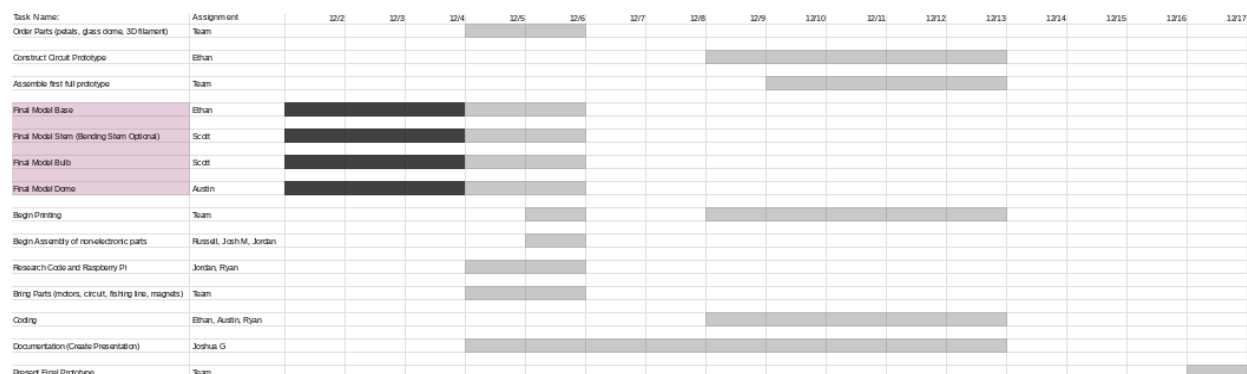 Task Name: Assignment 12/2 12/3 12/4 12/5 12/6 12/7 12/8 12/9 12/10 12/11 12/12 12/13 12/14 12/15 12/16 12/17
Order Parts (petals, glass dome, 3D filament) Team
Construct Circuit Prototype Ethan
Assemble first full prototype Team
Final Model Base Ethan
Final Model Stem (Bending Stem Optional) Scott
Final Model Bulb Scott
Final Model Dome Austin
Begin Printing Team
Begin Assembly of non-electronic parts Russell, Josh M, Jordan
Research Code and Raspberry Pi Jordan, Ryan
Bring Parts (motors, circuit, fishing line, magnets) Team
Coding Ethan, Austin, Ryan
Documentation (Create Presentation) Joshua G
Present Final Prototype Team